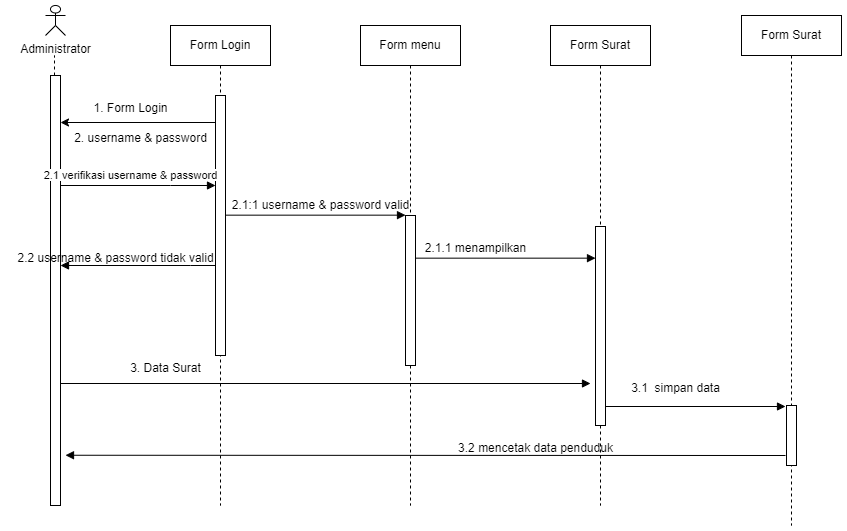 Administrator
Form Login
Form menu
Form Surat
Form Surat
1. Form Login
2. username & password
2.1 verifikasi username & password
2.1:1 username & password valid
2.1.1 menampilkan
2.2 username & password tidak valid
3. Data Surat
3.1 simpan data
3.2 mencetak data penduduk